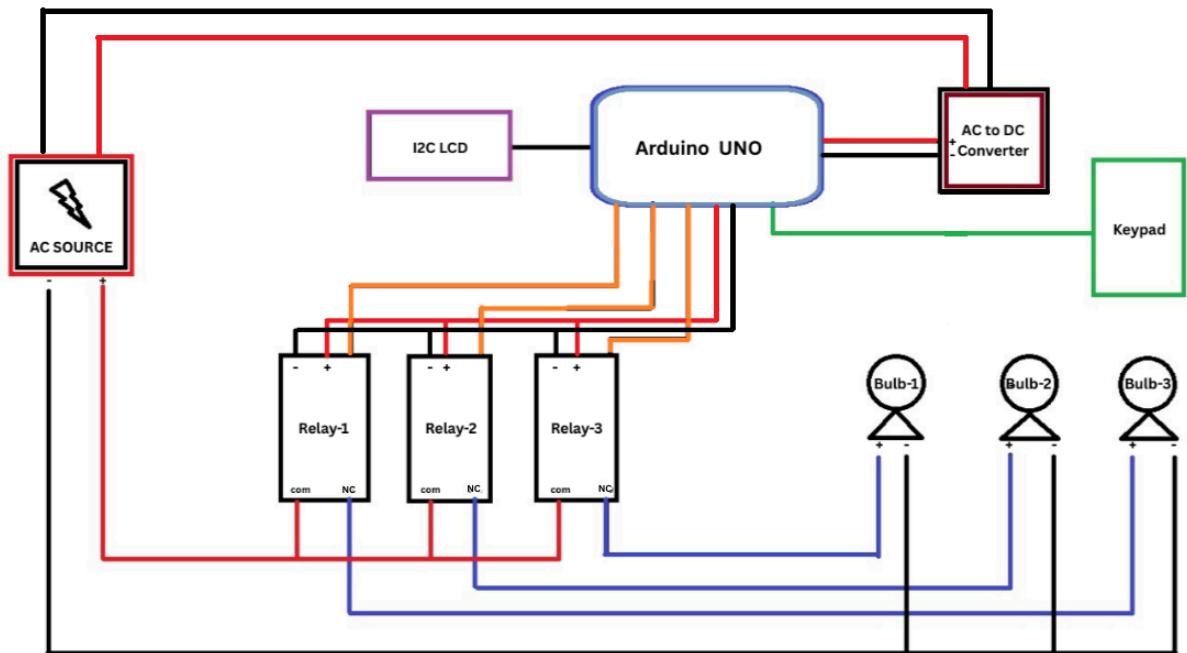 I2C LCD
Arduino UNO
AC to DC
+ Converter
-
AC SOURCE
- +
Keypad
- +
- +
- +
Relay-1
Relay-2
Relay-3
com NC
com NC
com NC
Bulb-1
Bulb-2
Bulb-3
+ -
+ -
+ -